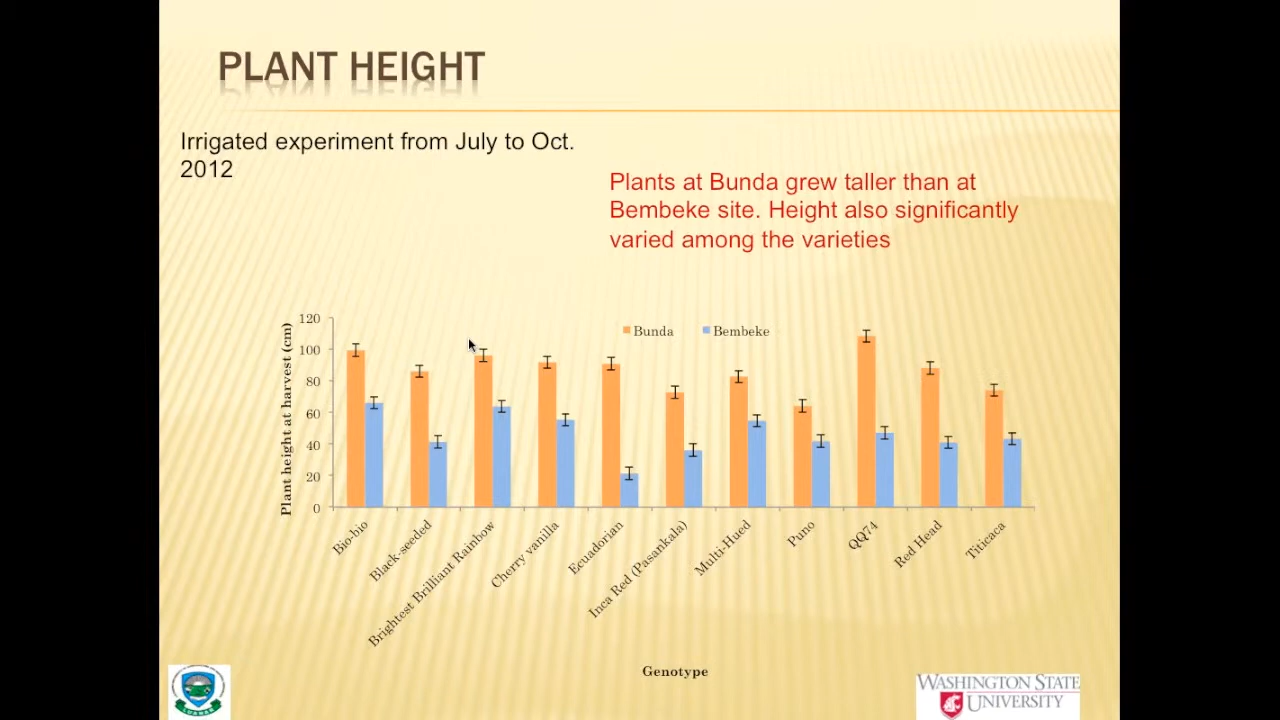 PLANT HEIGHT
Irrigated experiment from July to Oct.
2012
Plants at Bunda grew taller than at
Bembeke site. Height also significantly
varied among the varieties
Plant height at harvest (cm)
120
100
80
60
40
20
0
Bunda
Bembeke
Bio-bio
Black-seeded
Brightest Brilliant Rainbow
Cherry vanilla
Ecuadorian
Inca Red (Pasankala)
Multi-Hued
Puno
QQ74
Red Head
Titicaca
Genotype
WASHINGTON STATE
UNIVERSITY